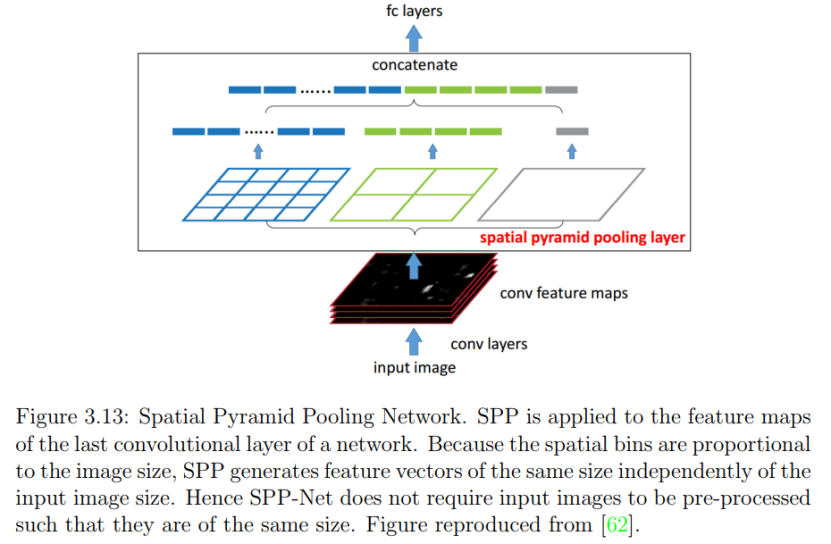 fc layers
concatenate
......
......
spatial pyramid pooling layer
conv feature maps
conv layers
input image
Figure 3.13: Spatial Pyramid Pooling Network. SPP is applied to the feature maps
of the last convolutional layer of a network. Because the spatial bins are proportional
to the image size, SPP generates feature vectors of the same size independently of the
input image size. Hence SPP-Net does not require input images to be pre-processed
such that they are of the same size. Figure reproduced from [62].